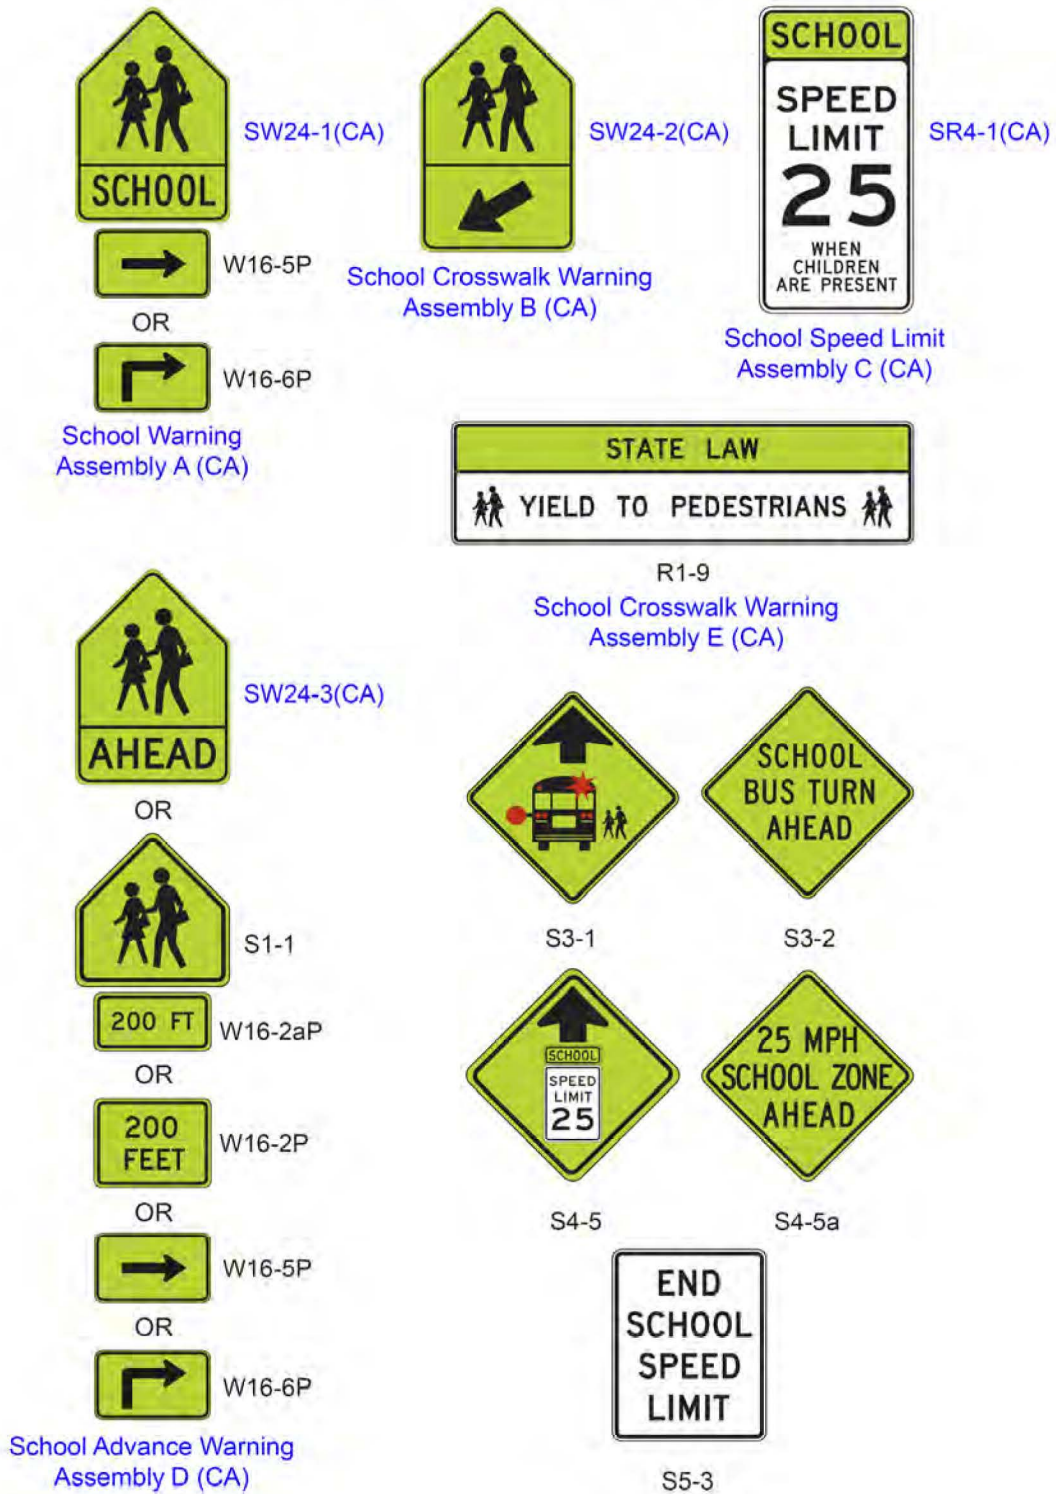 SCHOOL
SW24-1(CA)
W16-5P
OR
W16-6P
School Warning
Assembly A (CA)
SW24-2(CA)
School Crosswalk Warning
Assembly B (CA)
SCHOOL
SPEED
LIMIT
25
WHEN
CHILDREN
ARE PRESENT
SR4-1(CA)
School Speed Limit
Assembly C (CA)
STATE LAW
YIELD TO PEDESTRIANS
R1-9
School Crosswalk Warning
Assembly E (CA)
AHEAD
SW24-3(CA)
OR
S1-1
200 FT
W16-2aP
OR
200
FEET
W16-2P
OR
W16-5P
OR
W16-6P
School Advance Warning
Assembly D (CA)
S3-1
SCHOOL
BUS TURN
AHEAD
S3-2
SCHOOL
SPEED
LIMIT
25
S4-5
25 MPH
SCHOOL ZONE
AHEAD
S4-5a
END
SCHOOL
SPEED
LIMIT
S5-3